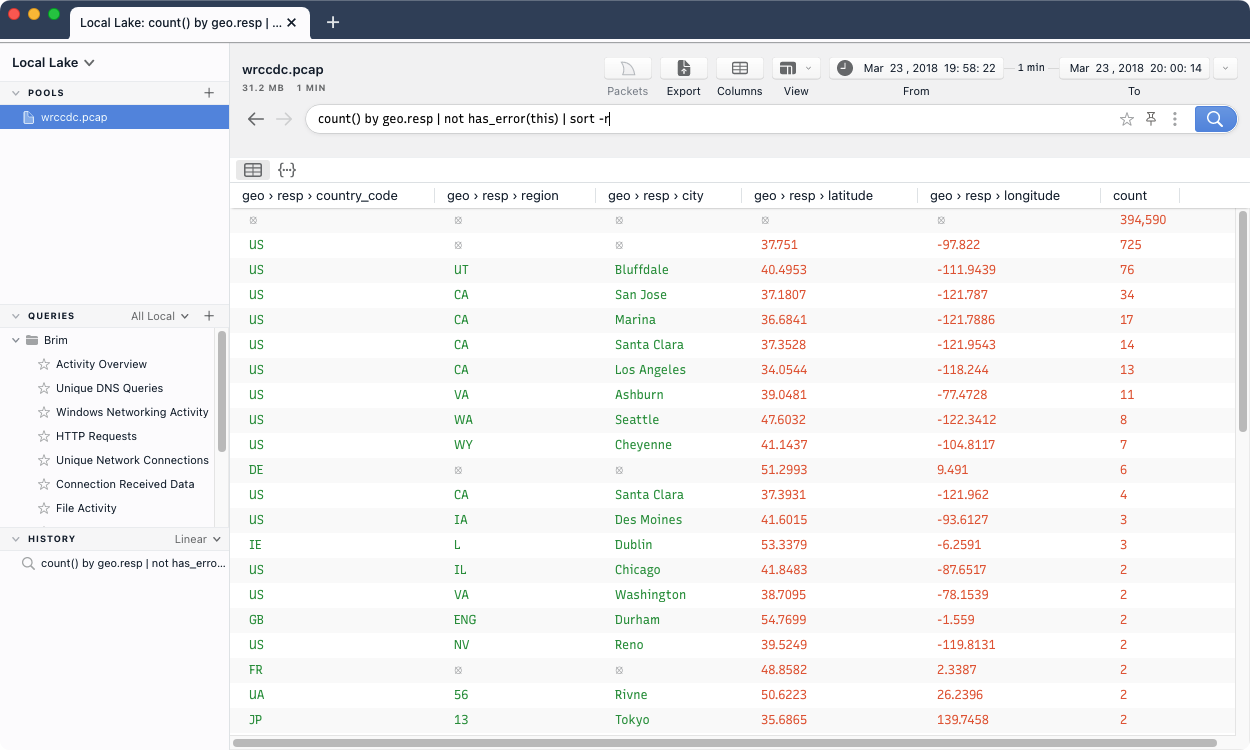 Local Lake: count() by geo.resp | ...
Local Lake
POOLS
wrccdc.pcap
QUERIES All Local
Brim
Activity Overview
Unique DNS Queries
Windows Networking Activity
HTTP Requests
Unique Network Connections
Connection Received Data
File Activity
HISTORY Linear
count() by geo.resp | not has_erro...
wrccdc.pcap
31.2 MB 1 MIN
Packets Export Columns View
Mar 23 , 2018 19: 58: 22 1 min Mar 23 , 2018 20: 00: 14
From To
count() by geo.resp | not has_error(this) | sort -r
geo › resp › country_code geo › resp › region geo › resp › city geo › resp › latitude geo › resp › longitude count
394,590
US 37.751 -97.822 725
US UT Bluffdale 40.4953 -111.9439 76
US CA San Jose 37.1807 -121.787 34
US CA Marina 36.6841 -121.7886 17
US CA Santa Clara 37.3528 -121.9543 14
US CA Los Angeles 34.0544 -118.244 13
US VA Ashburn 39.0481 -77.4728 11
US WA Seattle 47.6032 -122.3412 8
US WY Cheyenne 41.1437 -104.8117 7
DE 51.2993 9.491 6
US CA Santa Clara 37.3931 -121.962 4
US IA Des Moines 41.6015 -93.6127 3
IE L Dublin 53.3379 -6.2591 3
US IL Chicago 41.8483 -87.6517 2
US VA Washington 38.7095 -78.1539 2
GB ENG Durham 54.7699 -1.559 2
US NV Reno 39.5249 -119.8131 2
FR 48.8582 2.3387 2
UA 56 Rivne 50.6223 26.2396 2
JP 13 Tokyo 35.6865 139.7458 2